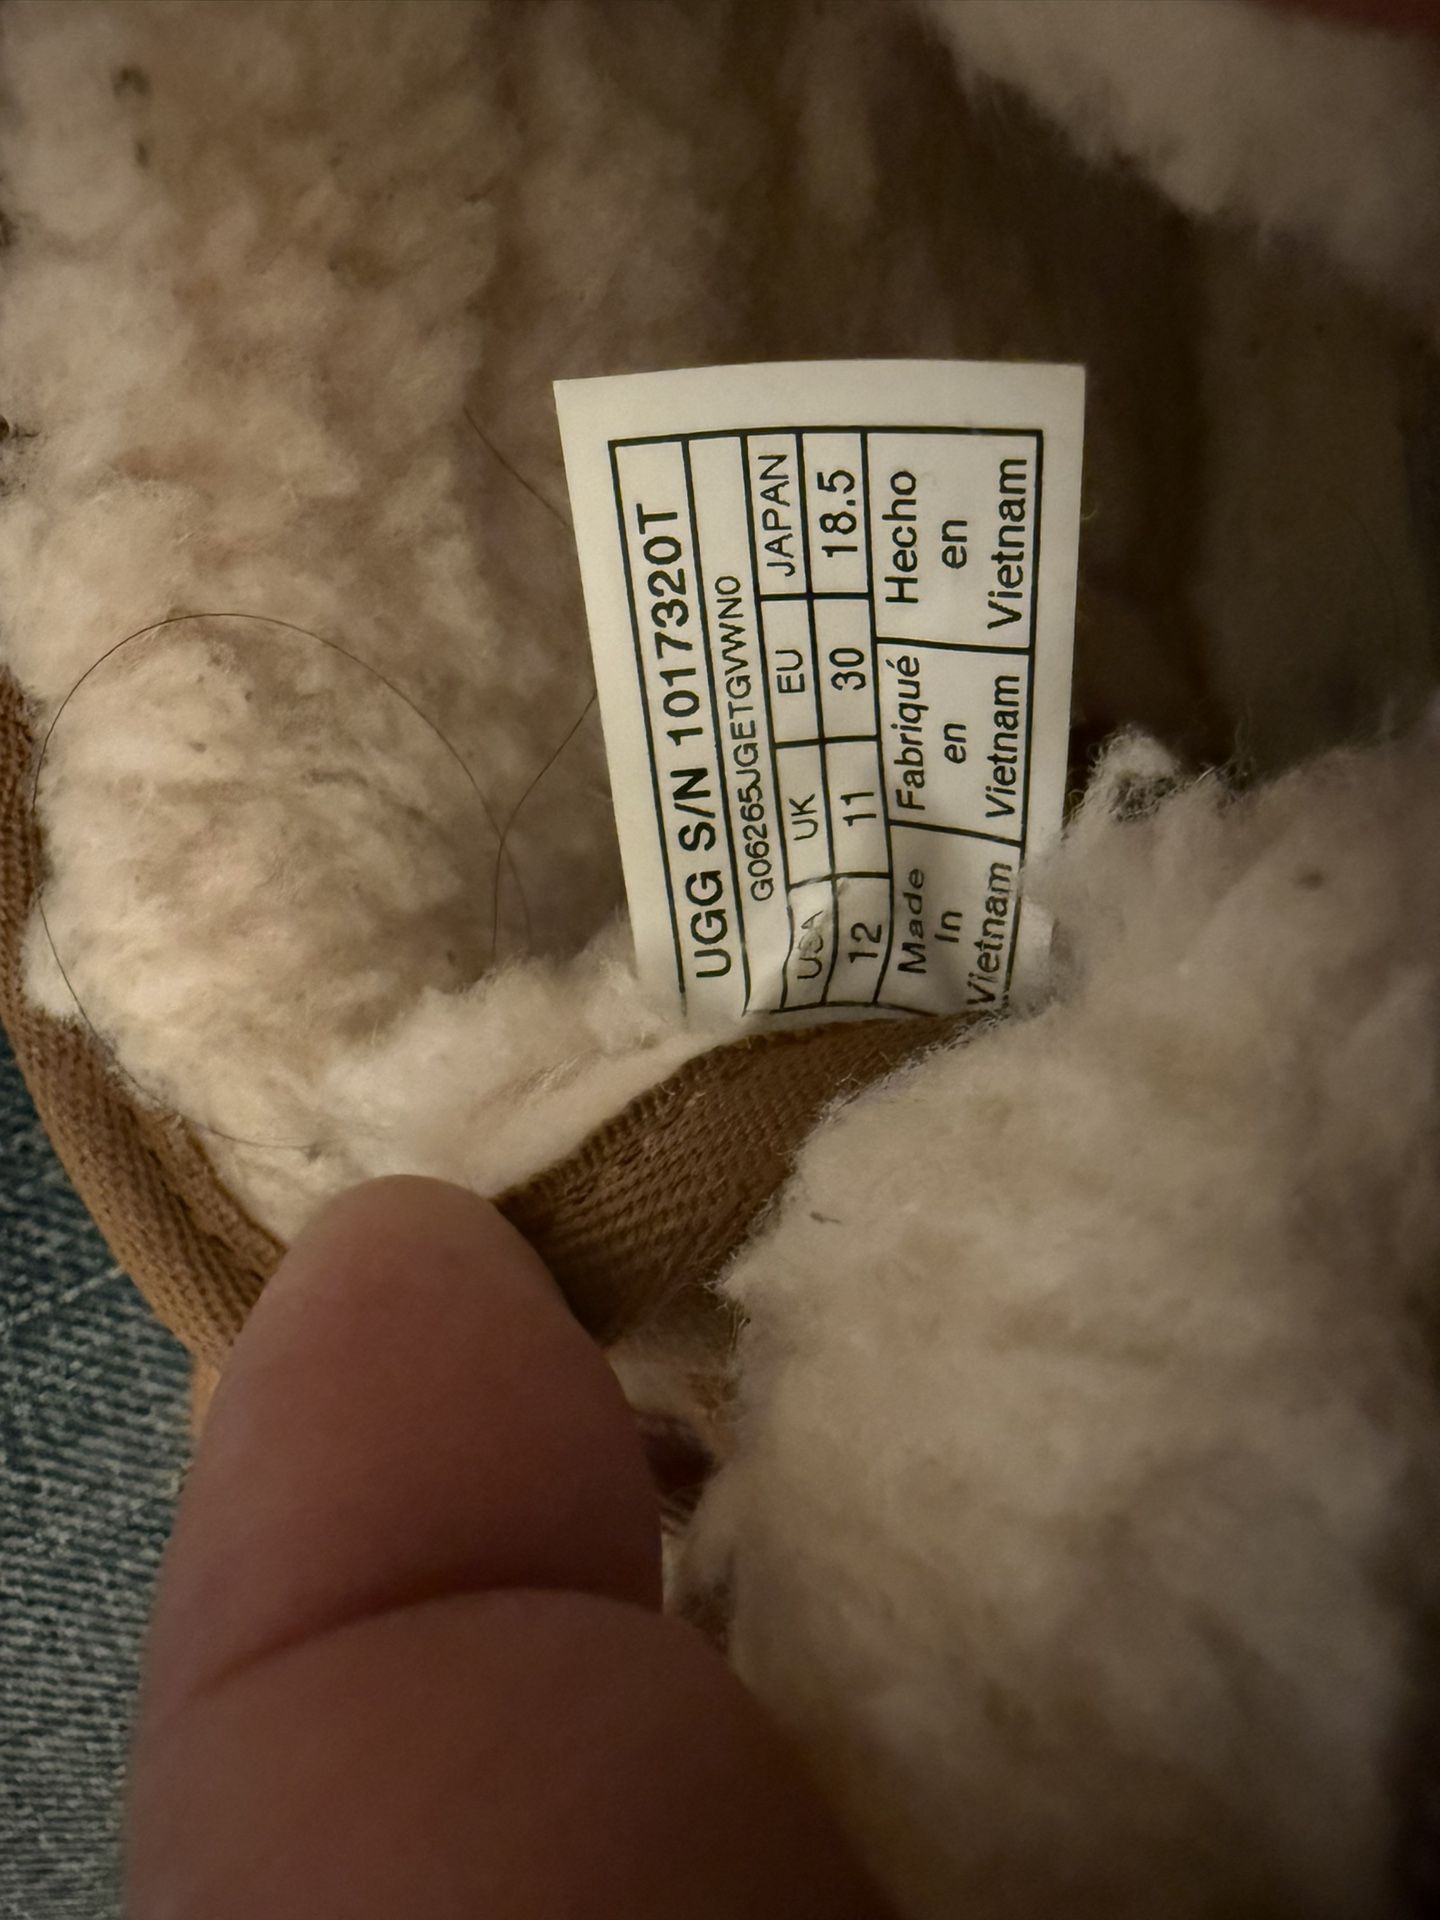 UGG S/N 1017320T
G06265JGETGVWN0
USA UK EU JAPAN
12 11 30 18.5
Made Fabriqué Hecho
In en en
Vietnam Vietnam Vietnam